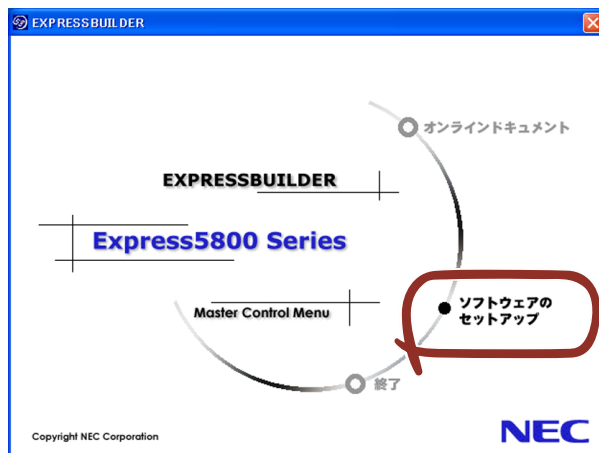 EXPRESSBUILDER
オンラインドキュメント
EXPRESSBUILDER
Express5800 Series
ソフトウェアの
セットアップ
Master Control Menu
終了
Copyright NEC Corporation
NEC